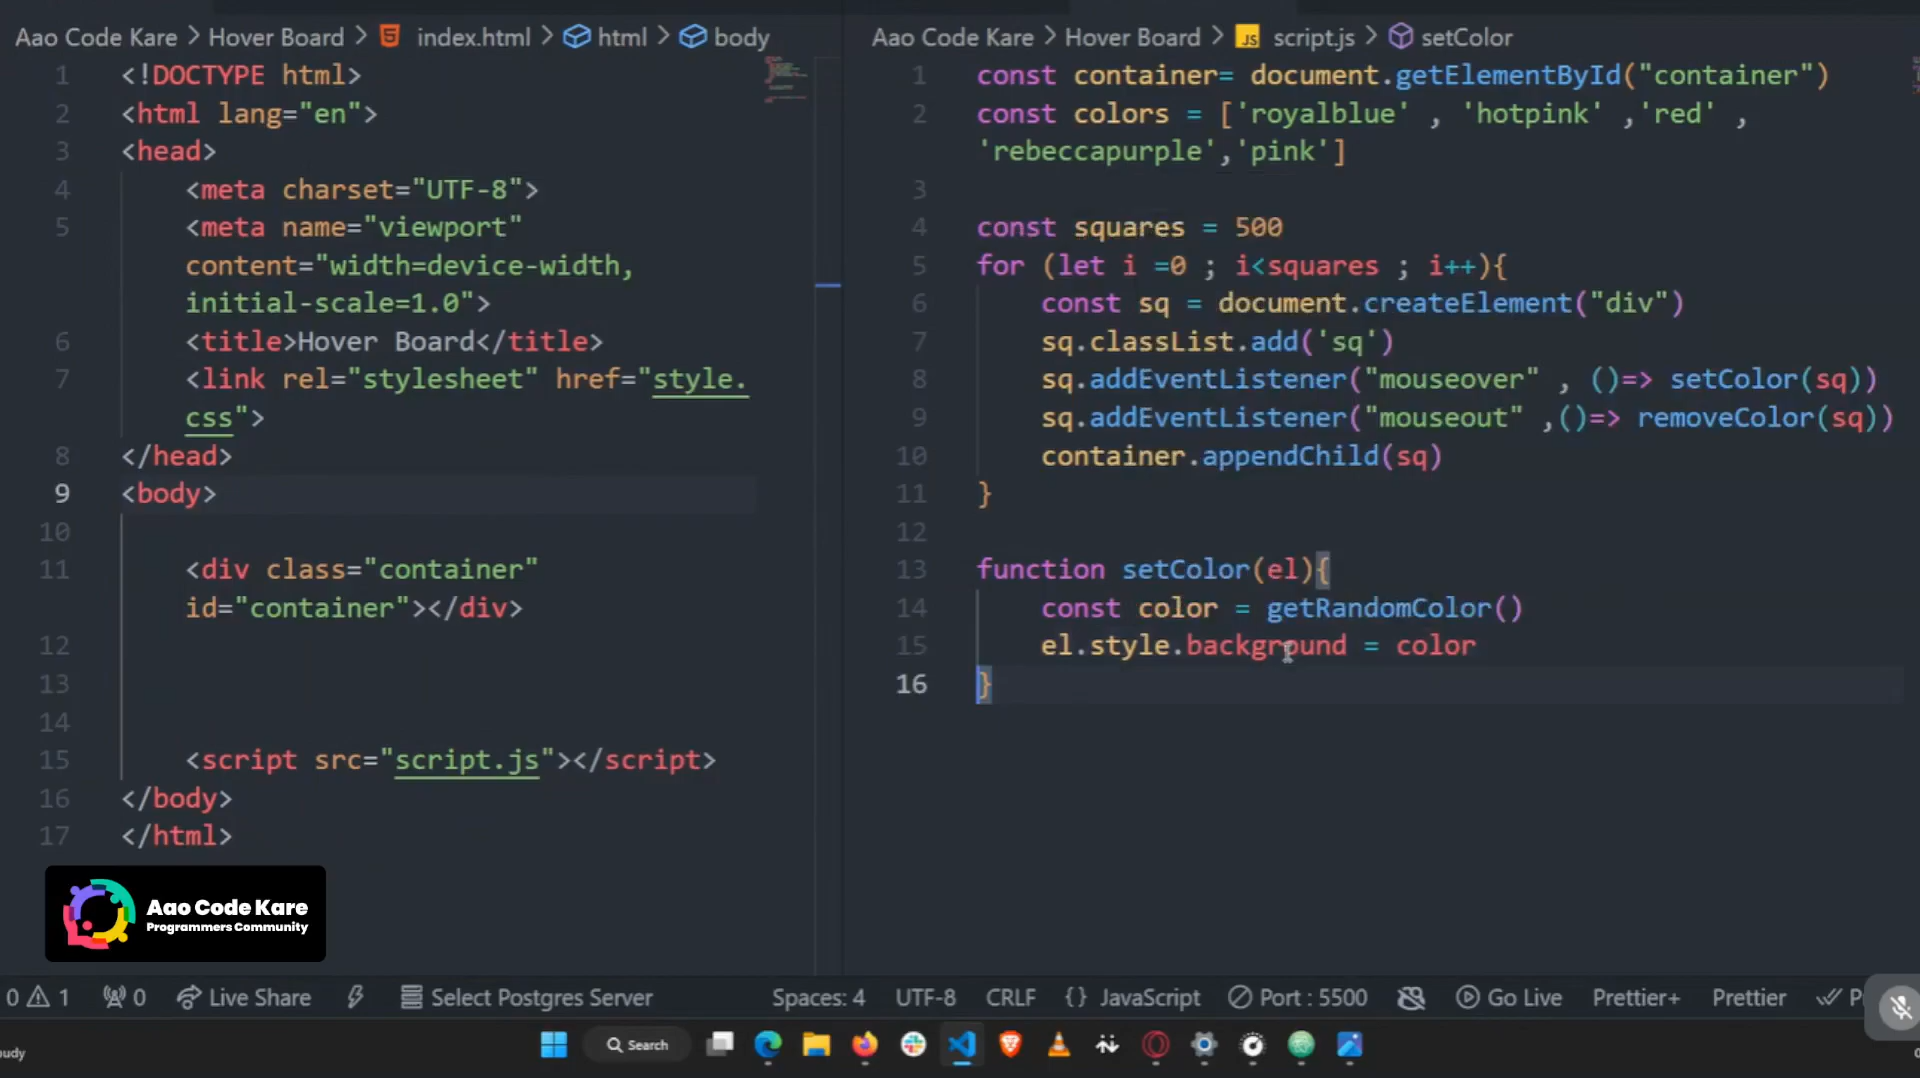 Aao Code Kare > Hover Board > index.html > html > body
1 <!DOCTYPE html>
2 <html lang="en">
3 <head>
4 <meta charset="UTF-8">
5 <meta name="viewport"
content="width=device-width,
initial-scale=1.0">
6 <title>Hover Board</title>
7 <link rel="stylesheet" href="style.
css">
8 </head>
9 <body>
10
11 <div class="container"
id="container"></div>
12
13
14
15 <script src="script.js"></script>
16 </body>
17 </html>
Aao Code Kare
Programmers Community
Aao Code Kare > Hover Board > JS script.js > setColor
1 const container= document.getElementById("container")
2 const colors = ['royalblue' , 'hotpink' ,'red' ,
'rebeccapurple','pink']
3
4 const squares = 500
5 for (let i =0 ; i<squares ; i++){
6 const sq = document.createElement("div")
7 sq.classList.add('sq')
8 sq.addEventListener("mouseover" , ()=> setColor(sq))
9 sq.addEventListener("mouseout" ,()=> removeColor(sq))
10 container.appendChild(sq)
11 }
12
13 function setColor(el){
14 const color = getRandomColor()
15 el.style.background = color
16 }
0 1 0 Live Share Select Postgres Server Spaces: 4 UTF-8 CRLF {} JavaScript Port : 5500 Go Live Prettier+ Prettier
Search